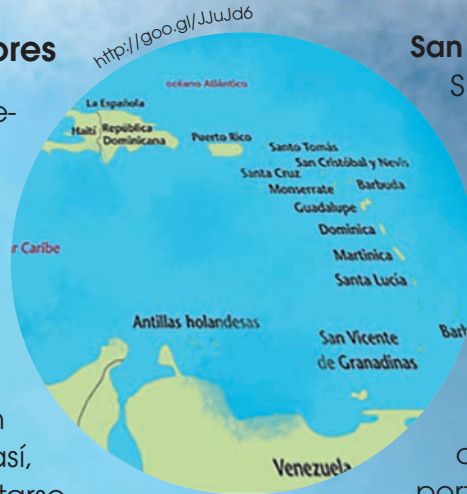 http://goo.gl/JJuJd6
ores
San
S
e-
océano Atlántico
La Española
Haití República
Dominicana
Puerto Rico
Santo Tomás
San Cristóbal y Nevis
Santa Cruz
Monserrate Barbuda
Guadalupe
Dominica
Martinica
Santa Lucía
r Caribe
Antillas holandesas
San Vicente
de Granadinas
Barb
Venezuela
así,
tarse